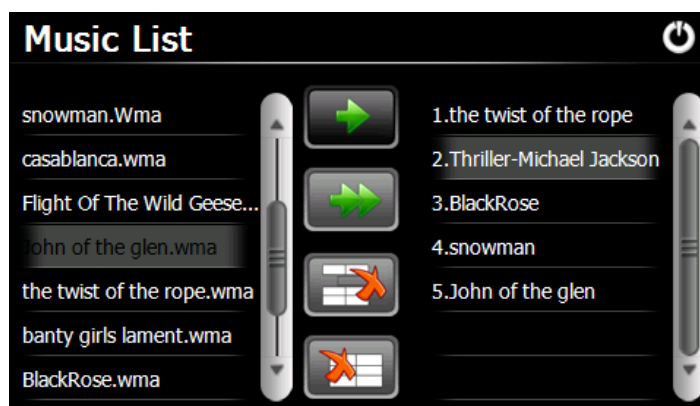 Music List
snowman.Wma
casablanca.wma
Flight Of The Wild Geese...
John of the glen.wma
the twist of the rope.wma
banty girls lament.wma
BlackRose.wma
1.the twist of the rope
2.Thriller-Michael Jackson
3.BlackRose
4.snowman
5.John of the glen